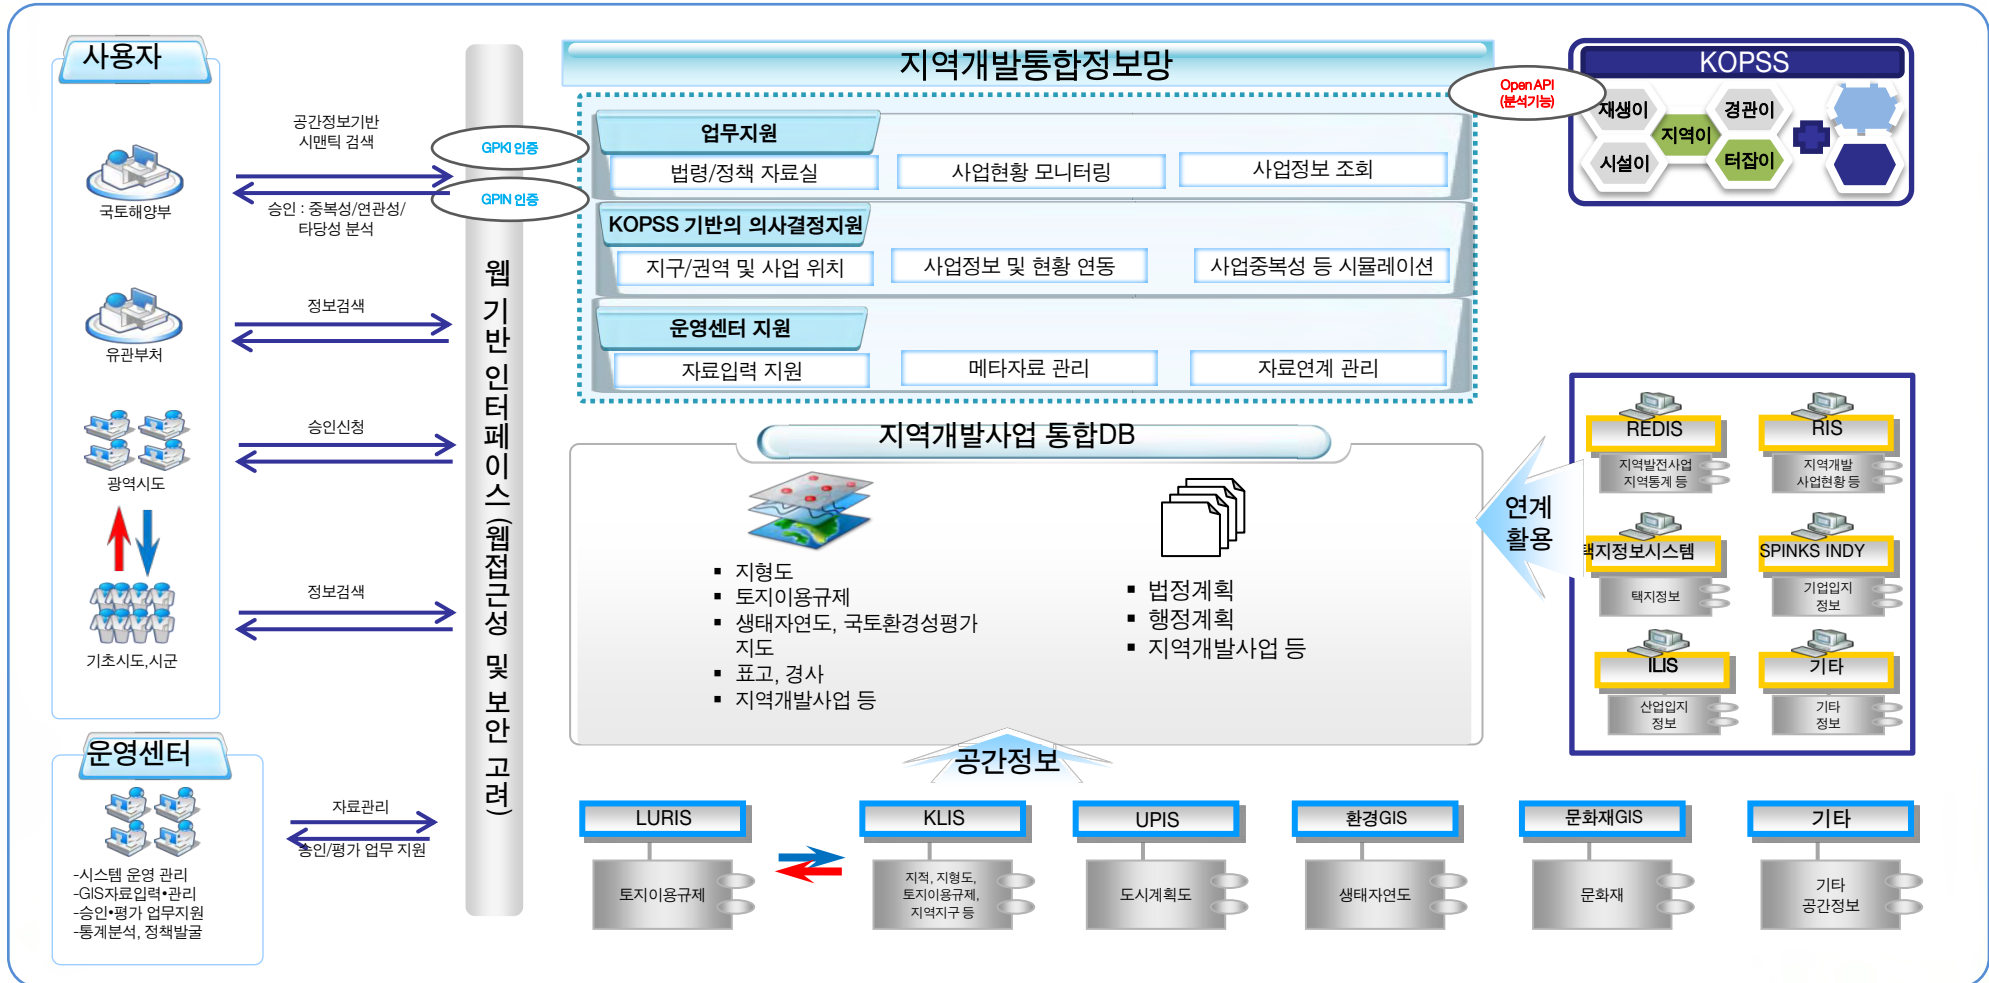 사용자
국토해양부
유관부처
광역시도
기초시도,시군
운영센터
-시스템 운영 관리
-GIS자료입력•관리
-승인•평가 업무지원
-통계분석, 정책발굴
공간정보기반
시맨틱 검색
승인 : 중복성/연관성/
타당성 분석
정보검색
승인신청
정보검색
자료관리
승인/평가 업무 지원
웹 기반 인터페이스 (웹접근성 및 보안 고려)
GPKI 인증
GPIN 인증
지역개발통합정보망
업무지원
법령/정책 자료실
사업현황 모니터링
사업정보 조회
KOPSS 기반의 의사결정지원
지구/권역 및 사업 위치
사업정보 및 현황 연동
사업중복성 등 시뮬레이션
운영센터 지원
자료입력 지원
메타자료 관리
자료연계 관리
Open API
(분석기능)
KOPSS
재생이
경관이
지역이
시설이
터잡이
지역개발사업 통합DB
▪ 지형도
▪ 토지이용규제
▪ 생태자연도, 국토환경성평가
지도
▪ 표고, 경사
▪ 지역개발사업 등
▪ 법정계획
▪ 행정계획
▪ 지역개발사업 등
연계
활용
REDIS
지역발전사업
지역통계 등
RIS
지역개발
사업현황 등
택지정보시스템
택지정보
SPINKS INDY
기업입지
정보
ILIS
산업입지
정보
기타
기타
정보
공간정보
LURIS
토지이용규제
KLIS
지적, 지형도,
토지이용규제,
지역지구 등
UPIS
도시계획도
환경GIS
생태자연도
문화재GIS
문화재
기타
기타
공간정보